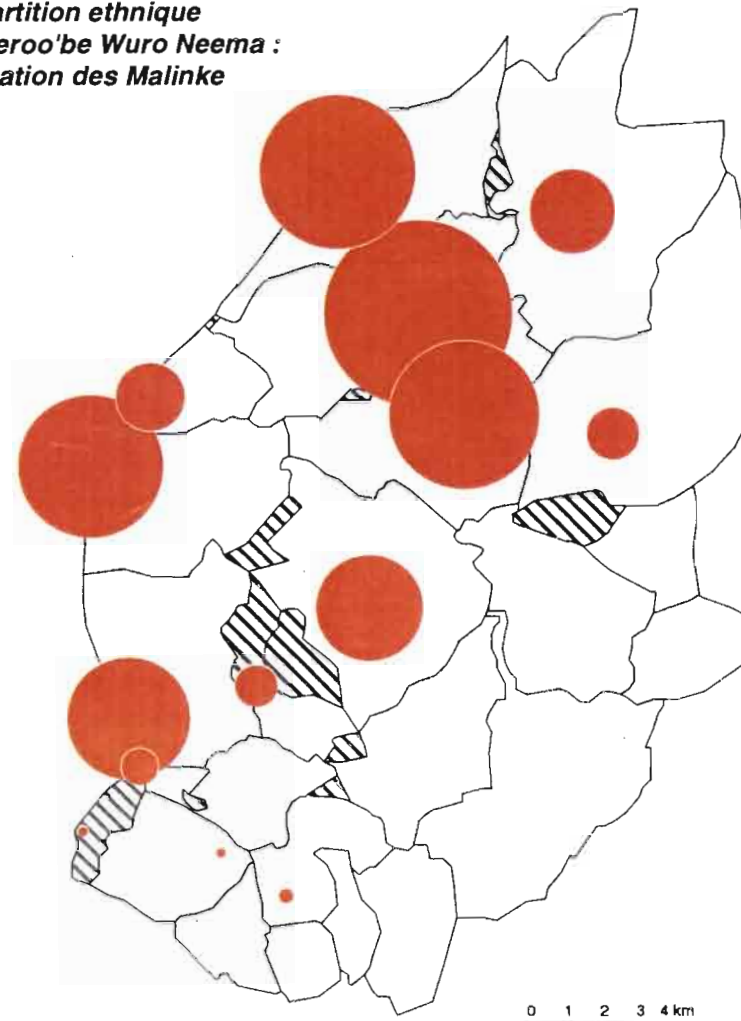 artition ethnique
eroo'be Wuro Neema :
ation des Malinke
0 1 2 3 4 km